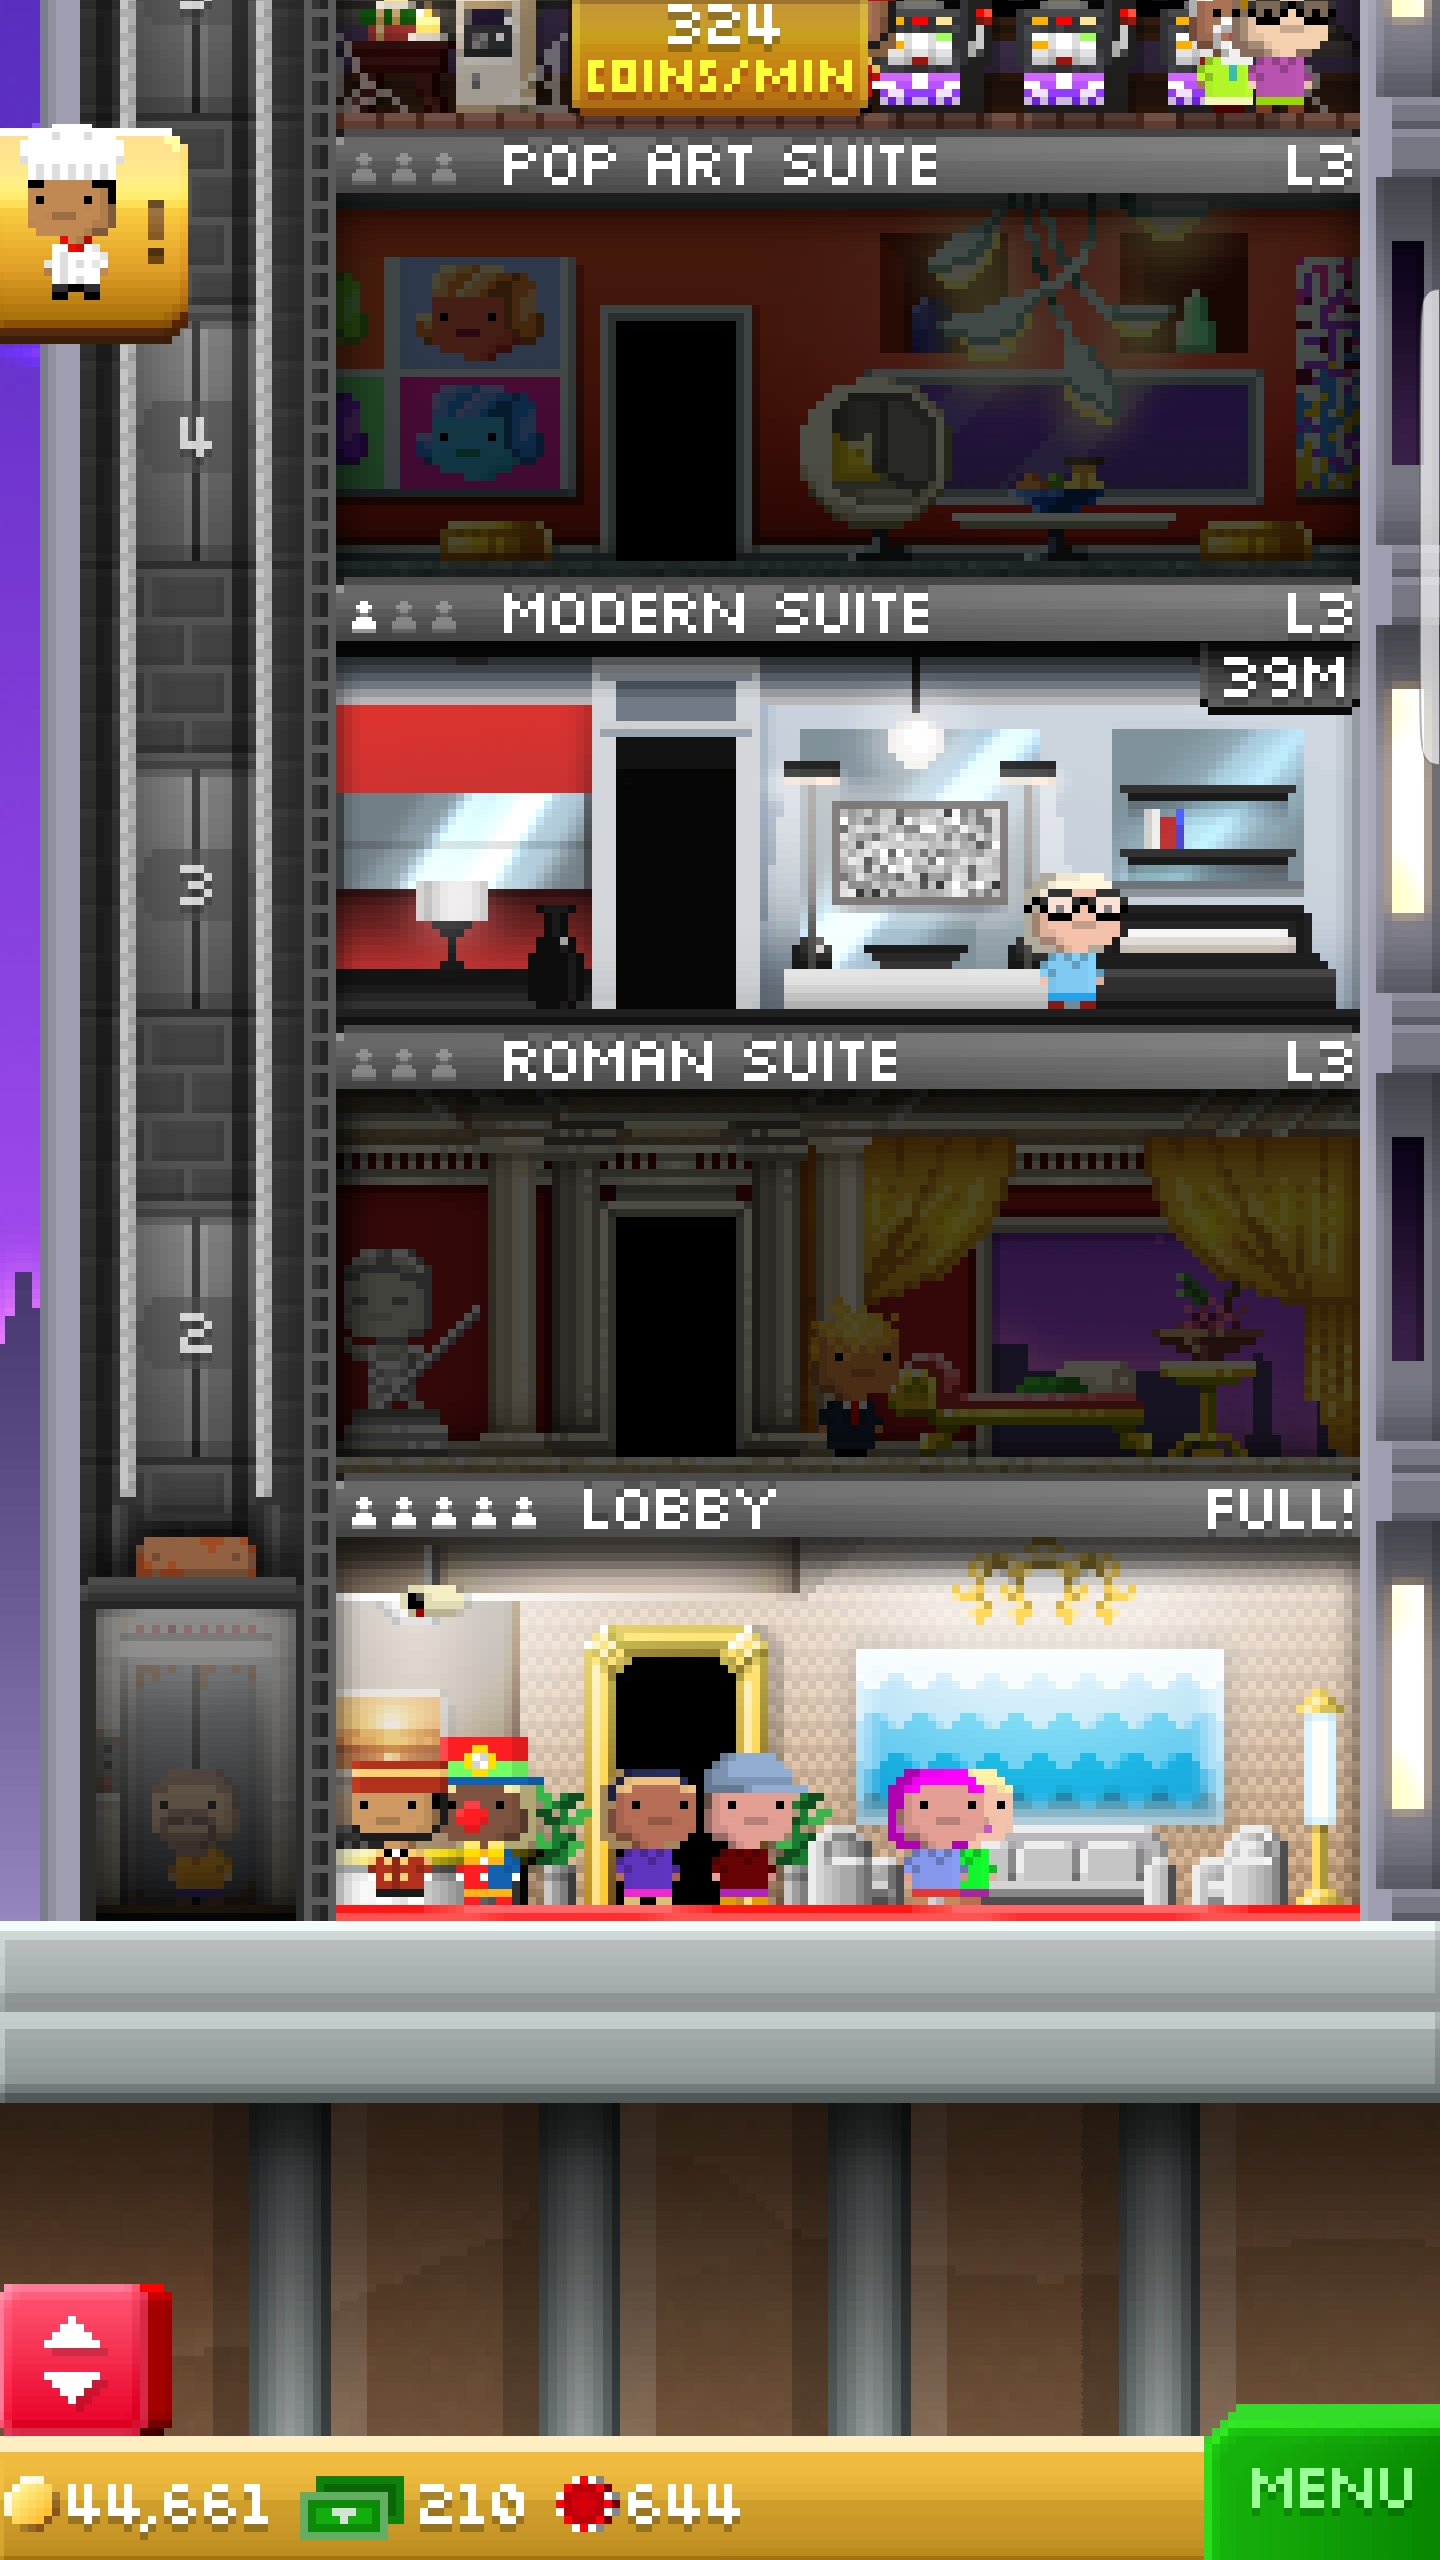 324
COINS/MIN
POP ART SUITE L3
!
4
MODERN SUITE L3
39M
3
ROMAN SUITE L3
2
LOBBY FULL!
44,661 210 644
MENU